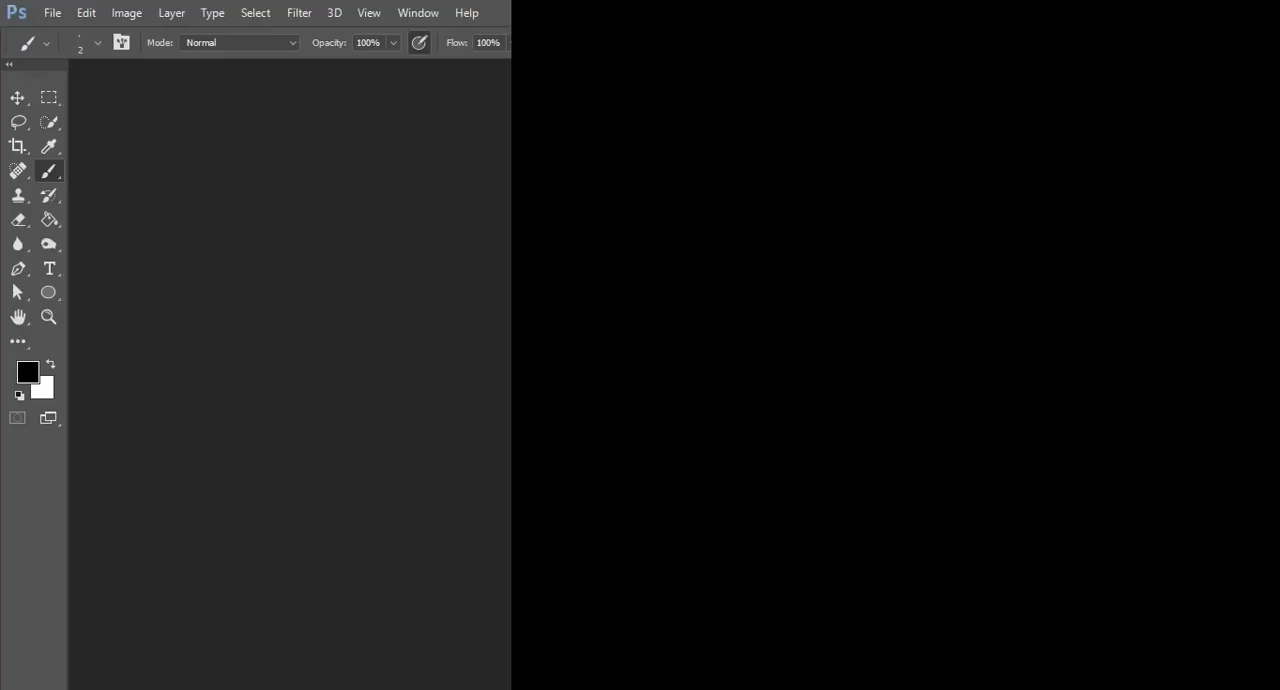 Ps File Edit Image Layer Type Select Filter 3D View Window Help
2 Mode: Normal Opacity: 100% Flow: 100%
T